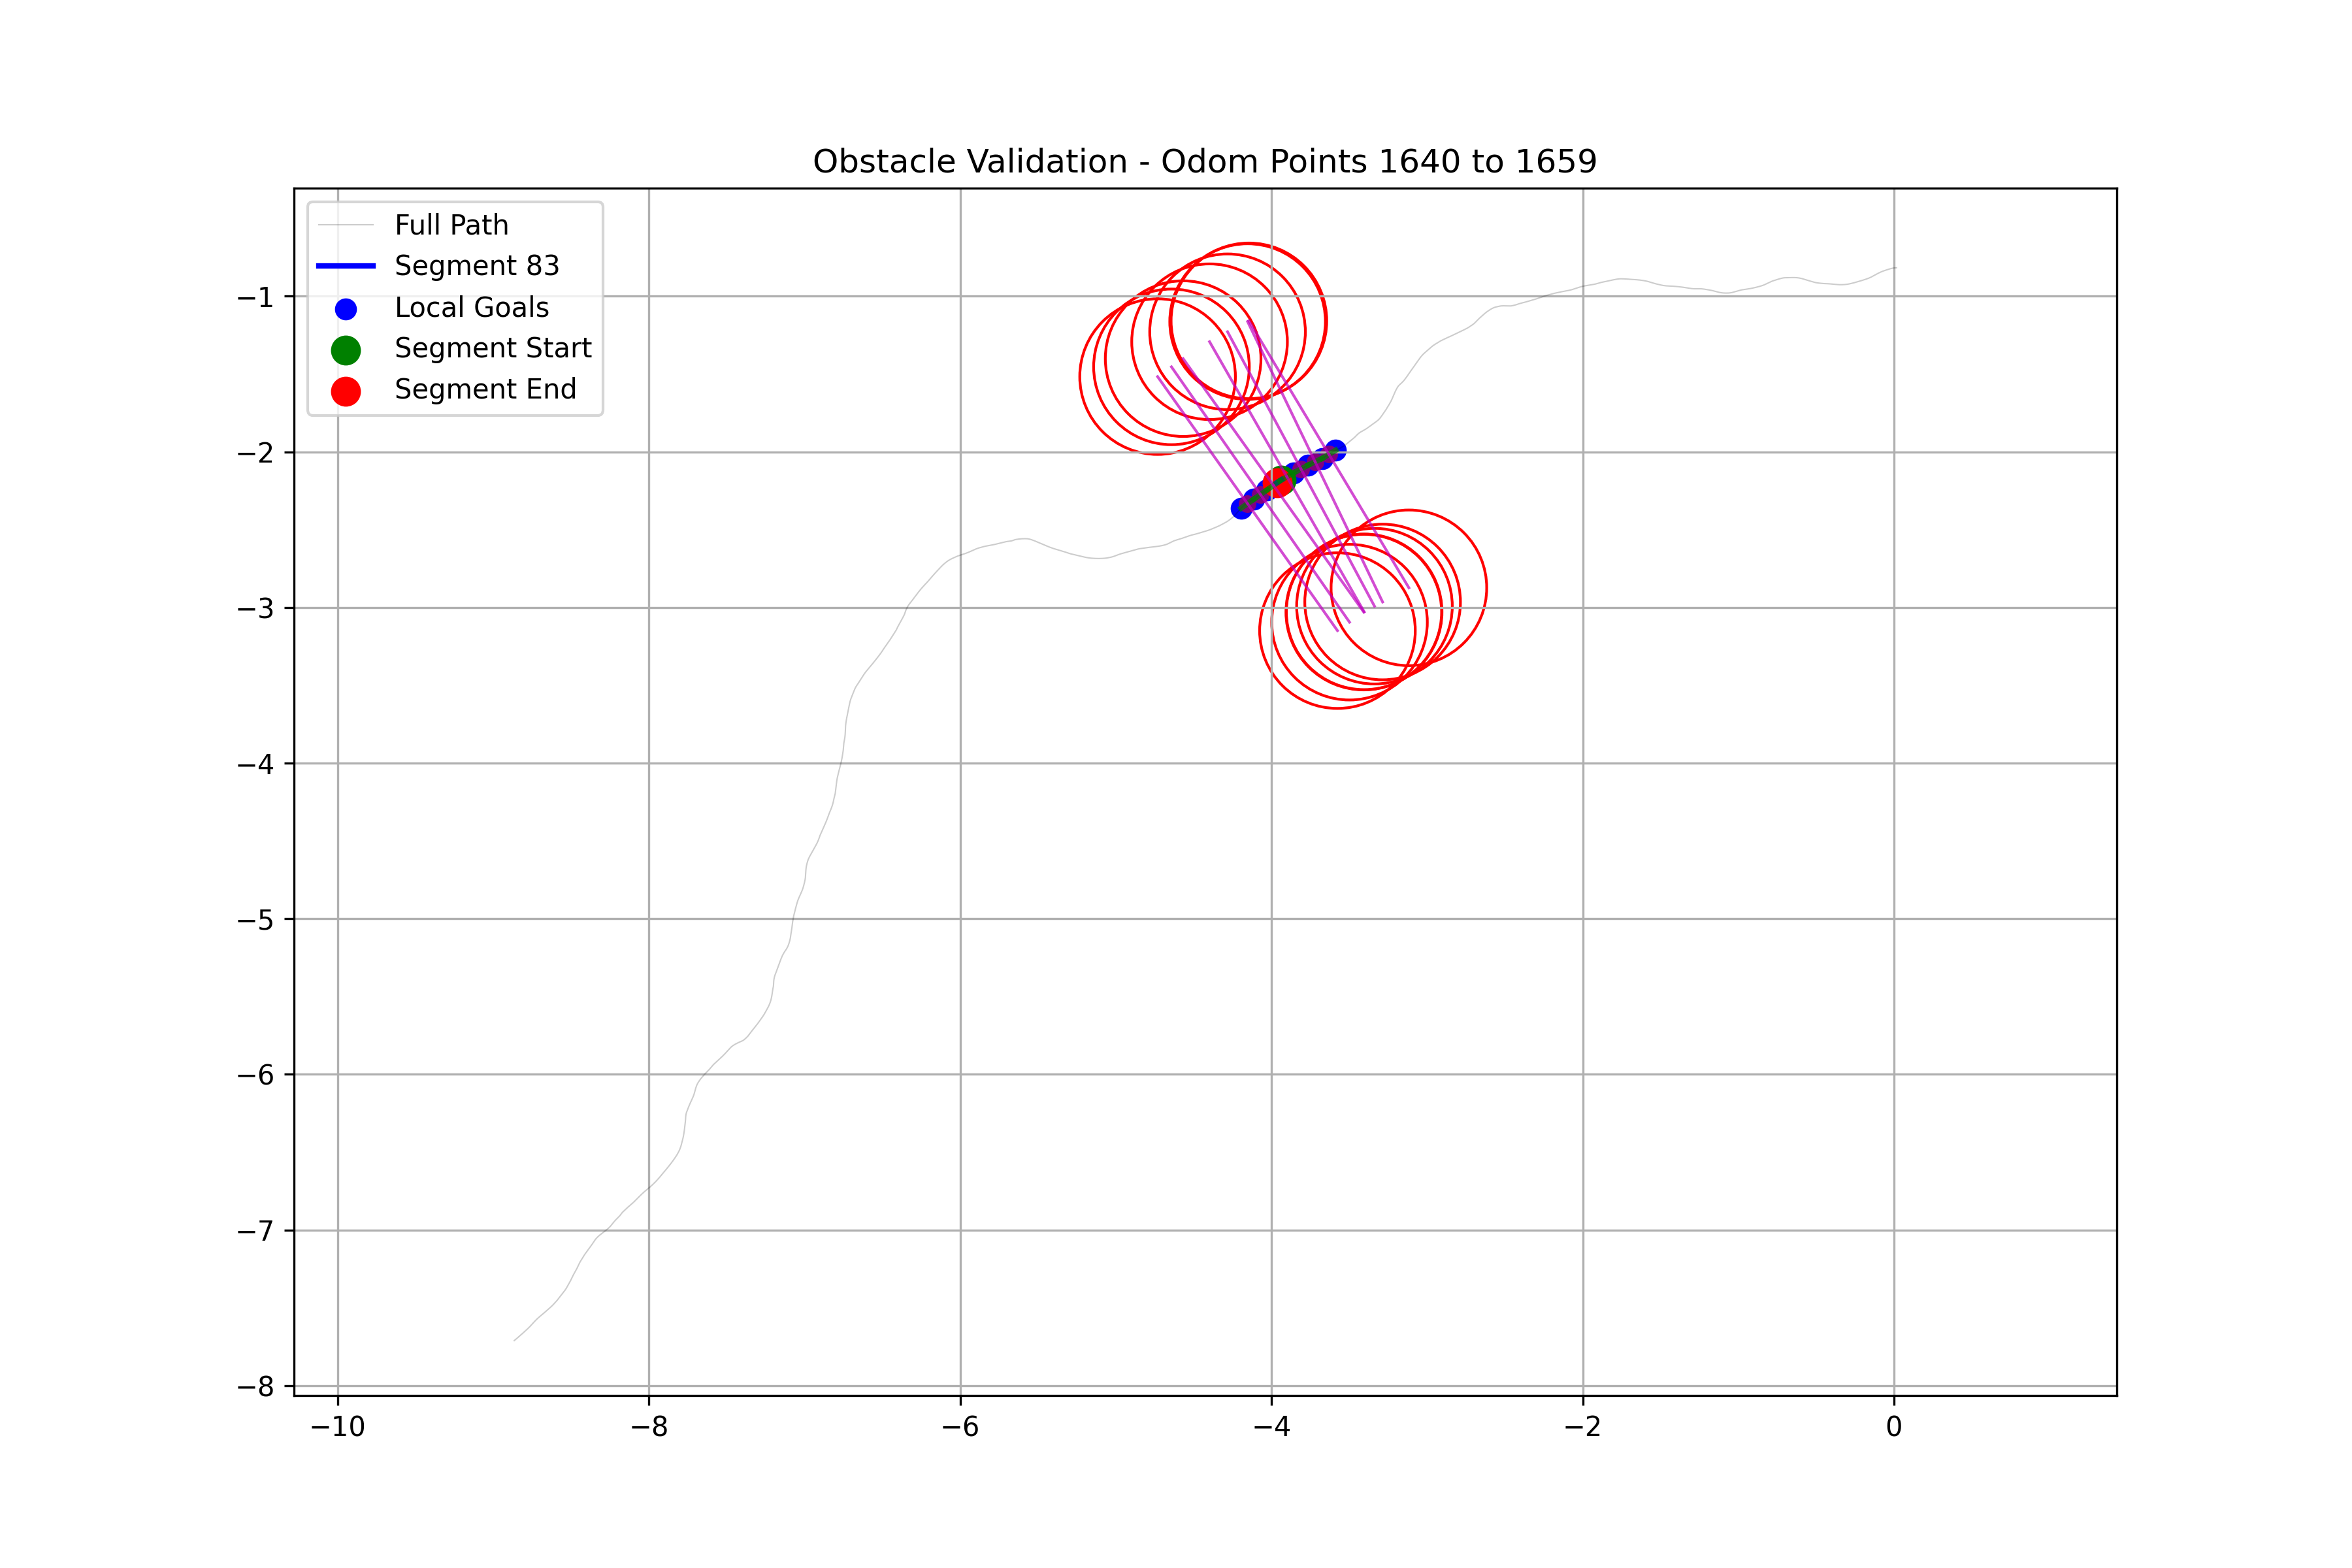 Obstacle Validation - Odom Points 1640 to 1659
Full Path
Segment 83
Local Goals
Segment Start
Segment End
−1
−2
−3
−4
−5
−6
−7
−8
−10 −8 −6 −4 −2 0